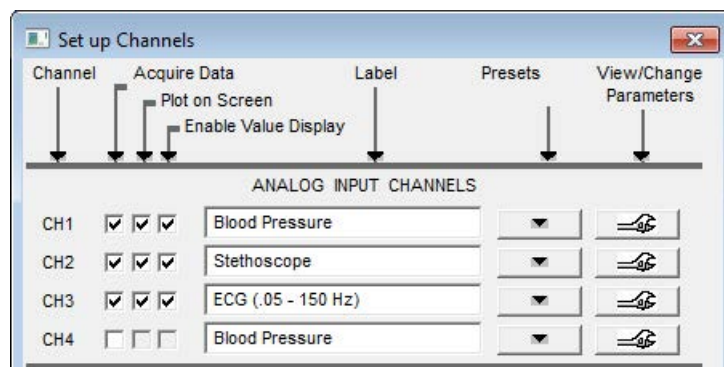 Set up Channels
Channel Acquire Data Label Presets View/Change
Plot on Screen Parameters
Enable Value Display
ANALOG INPUT CHANNELS
CH1 Blood Pressure
CH2 Stethoscope
CH3 ECG (.05 - 150 Hz)
CH4 Blood Pressure